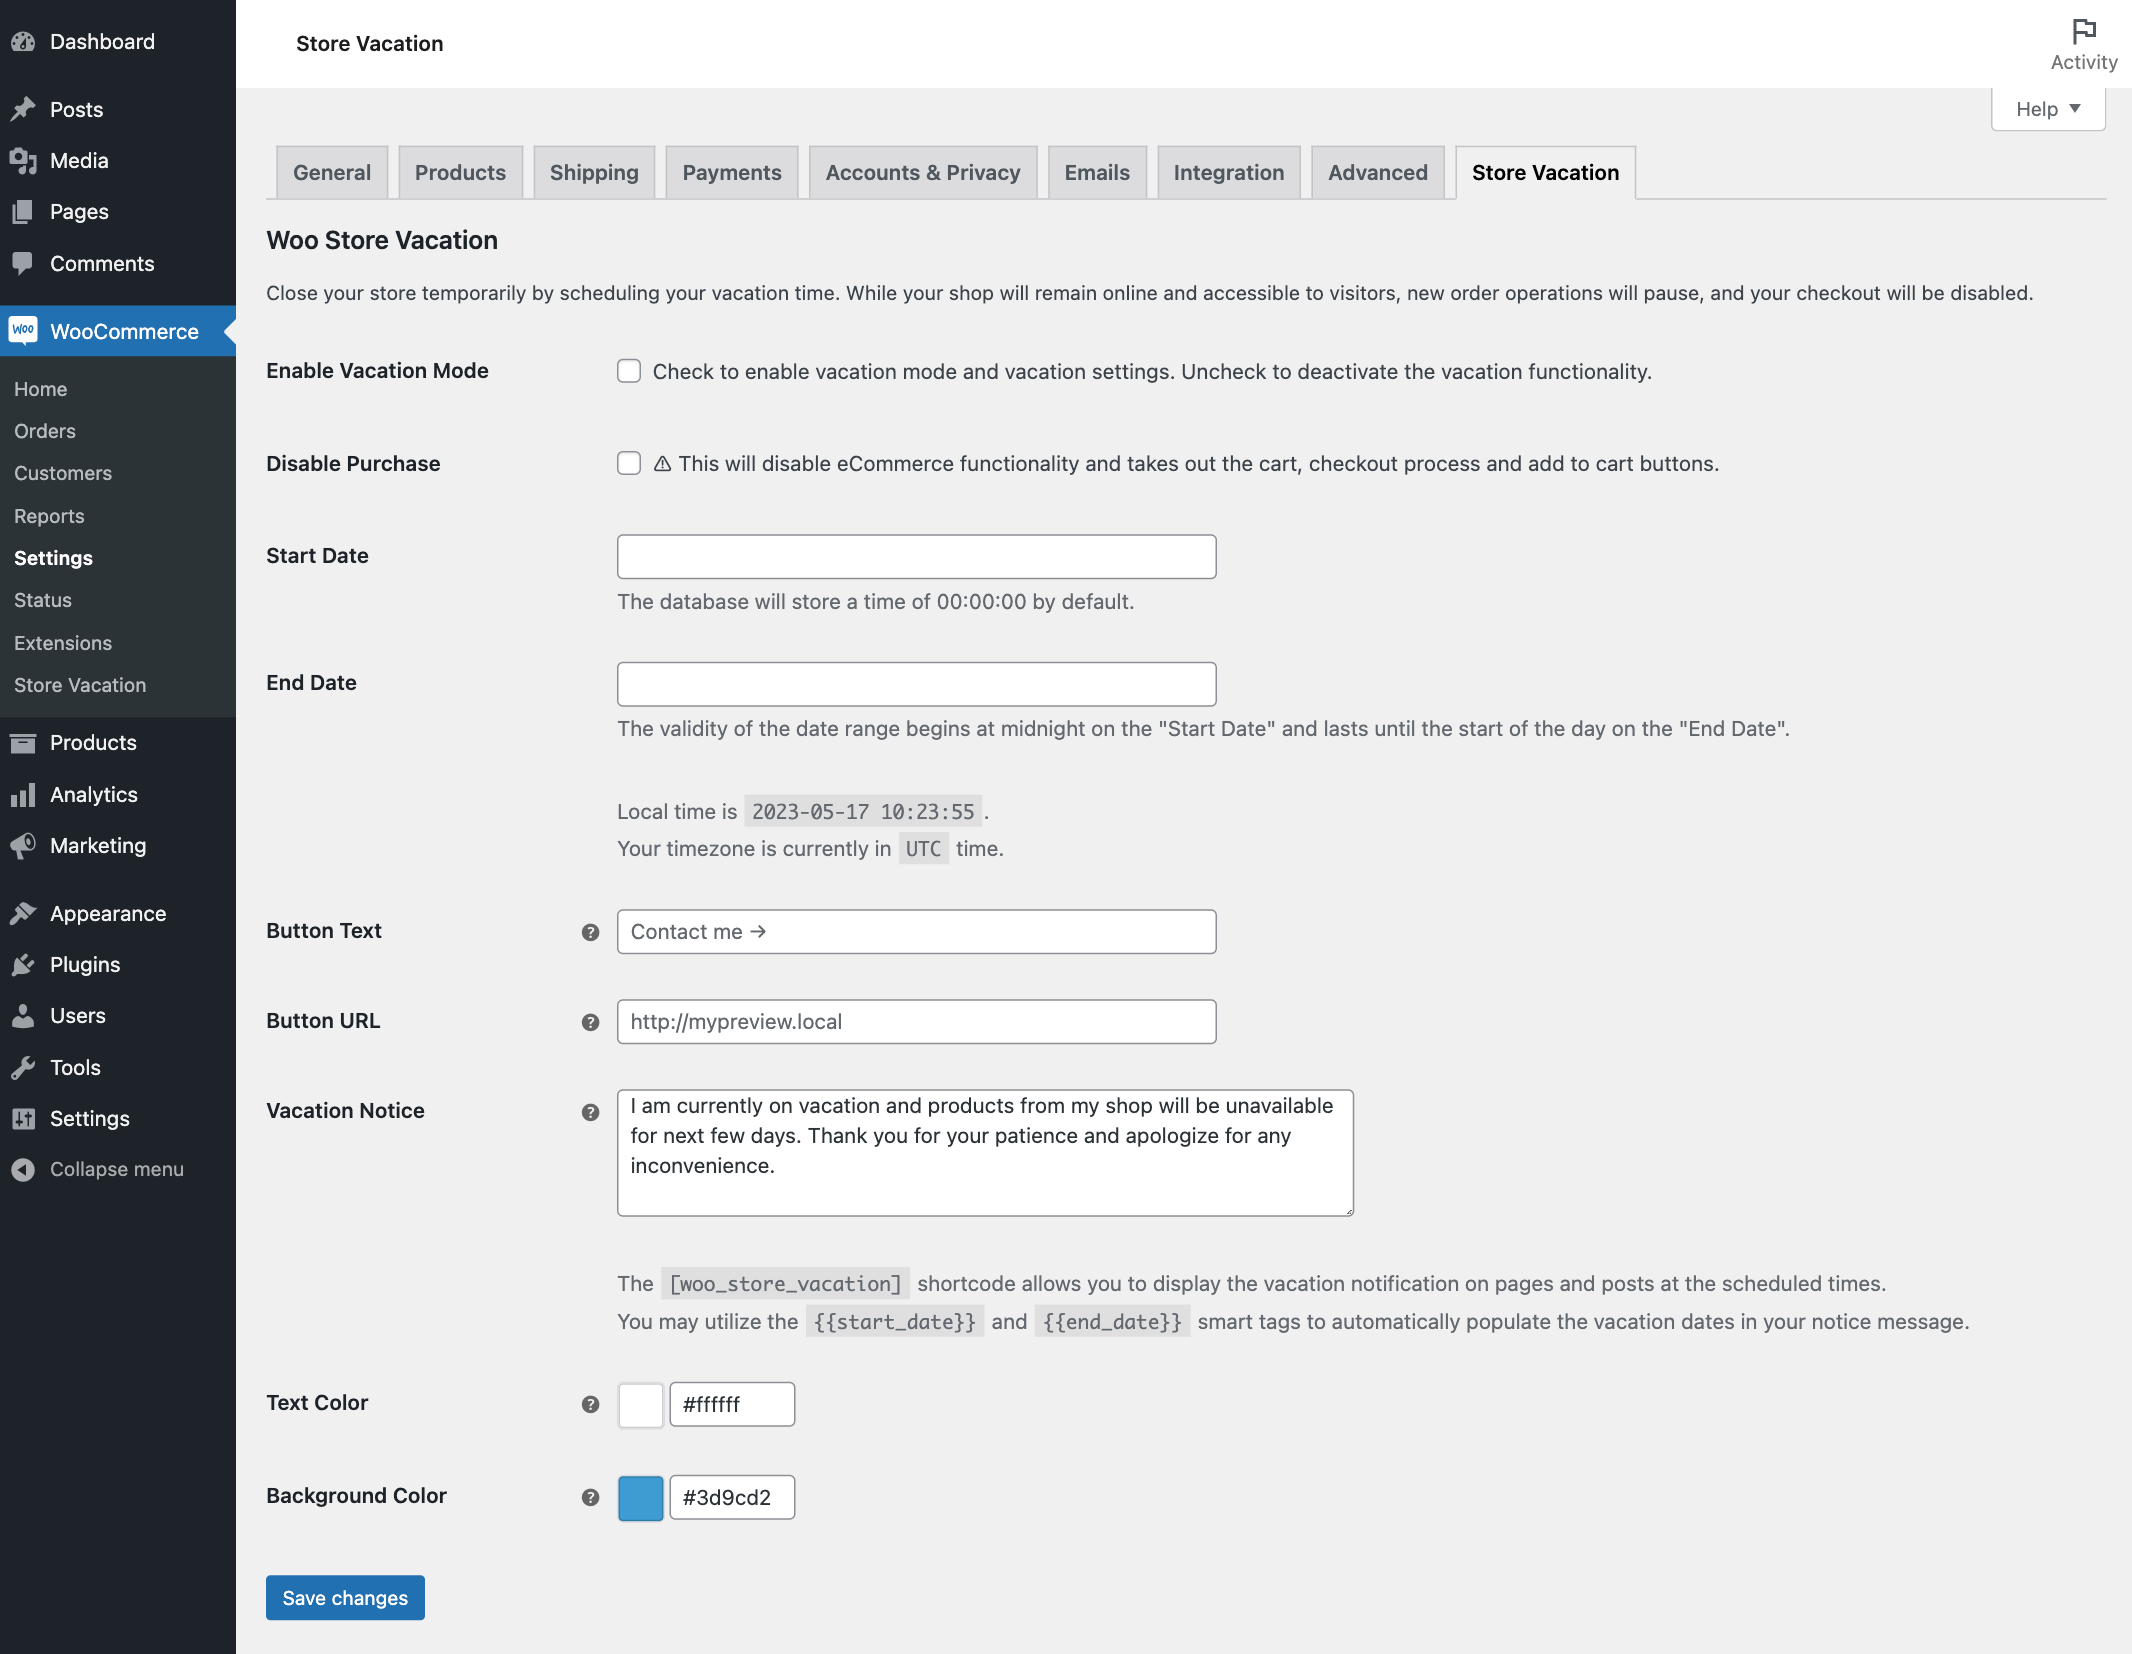 Dashboard
Posts
Media
Pages
Comments
Woo
WooCommerce
Home
Orders
Customers
Reports
Settings
Status
Extensions
Store Vacation
Products
Analytics
Marketing
Appearance
Plugins
Users
Tools
Settings
Collapse menu
Store Vacation
Activity
Help ▼
General Products Shipping Payments Accounts & Privacy Emails Integration Advanced Store Vacation
Woo Store Vacation
Close your store temporarily by scheduling your vacation time. While your shop will remain online and accessible to visitors, new order operations will pause, and your checkout will be disabled.
Enable Vacation Mode
Check to enable vacation mode and vacation settings. Uncheck to deactivate the vacation functionality.
Disable Purchase
⚠ This will disable eCommerce functionality and takes out the cart, checkout process and add to cart buttons.
Start Date
The database will store a time of 00:00:00 by default.
End Date
The validity of the date range begins at midnight on the "Start Date" and lasts until the start of the day on the "End Date".
Local time is 2023-05-17 10:23:55.
Your timezone is currently in UTC time.
Button Text
?
Contact me →
Button URL
?
http://mypreview.local
Vacation Notice
?
I am currently on vacation and products from my shop will be unavailable
for next few days. Thank you for your patience and apologize for any
inconvenience.
The [woo_store_vacation] shortcode allows you to display the vacation notification on pages and posts at the scheduled times.
You may utilize the {{start_date}} and {{end_date}} smart tags to automatically populate the vacation dates in your notice message.
Text Color
?
#ffffff
Background Color
?
#3d9cd2
Save changes